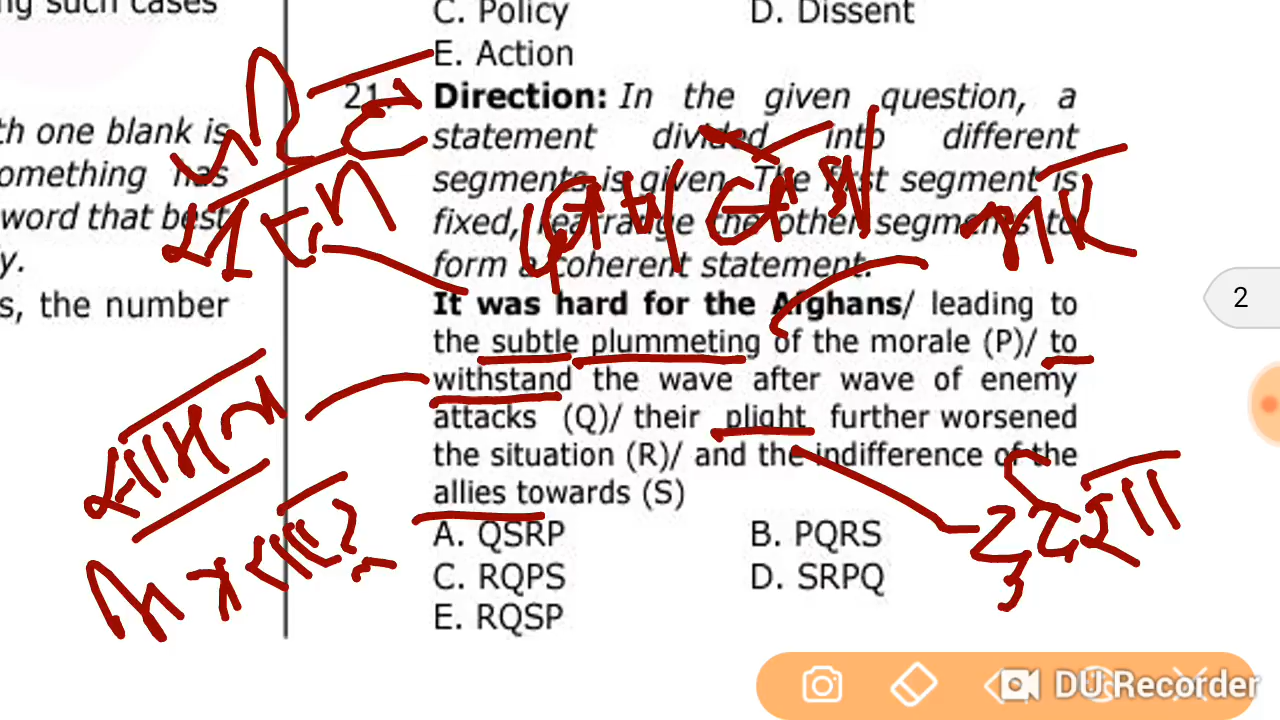 ng such cases
C. Policy D. Dissent
E. Action
21. Direction: In the given question, a
th one blank is statement divided into different
omething has segments is given. The first segment is
word that best fixed, rearrange the other segments to
y. form a coherent statement.
s, the number It was hard for the Afghans/ leading to
the subtle plummeting of the morale (P)/ to
withstand the wave after wave of enemy
attacks (Q)/ their plight further worsened
the situation (R)/ and the indifference of the
allies towards (S)
A. QSRP B. PQRS
C. RQPS D. SRPQ
E. RQSP
2
DU Recorder